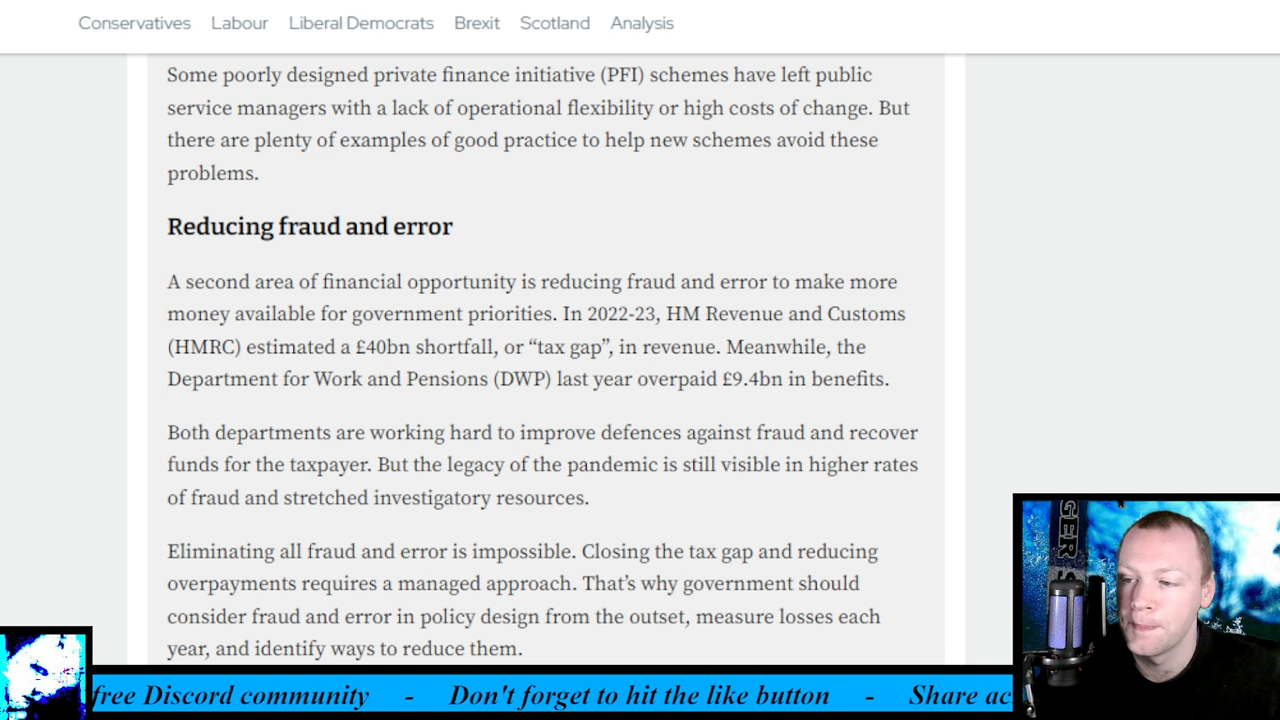 Conservatives Labour Liberal Democrats Brexit Scotland Analysis
Some poorly designed private finance initiative (PFI) schemes have left public
service managers with a lack of operational flexibility or high costs of change. But
there are plenty of examples of good practice to help new schemes avoid these
problems.
Reducing fraud and error
A second area of financial opportunity is reducing fraud and error to make more
money available for government priorities. In 2022-23, HM Revenue and Customs
(HMRC) estimated a £40bn shortfall, or “tax gap”, in revenue. Meanwhile, the
Department for Work and Pensions (DWP) last year overpaid £9.4bn in benefits.
Both departments are working hard to improve defences against fraud and recover
funds for the taxpayer. But the legacy of the pandemic is still visible in higher rates
of fraud and stretched investigatory resources.
Eliminating all fraud and error is impossible. Closing the tax gap and reducing
overpayments requires a managed approach. That’s why government should
consider fraud and error in policy design from the outset, measure losses each
year, and identify ways to reduce them.
GER S
free Discord community - Don't forget to hit the like button - Share ac